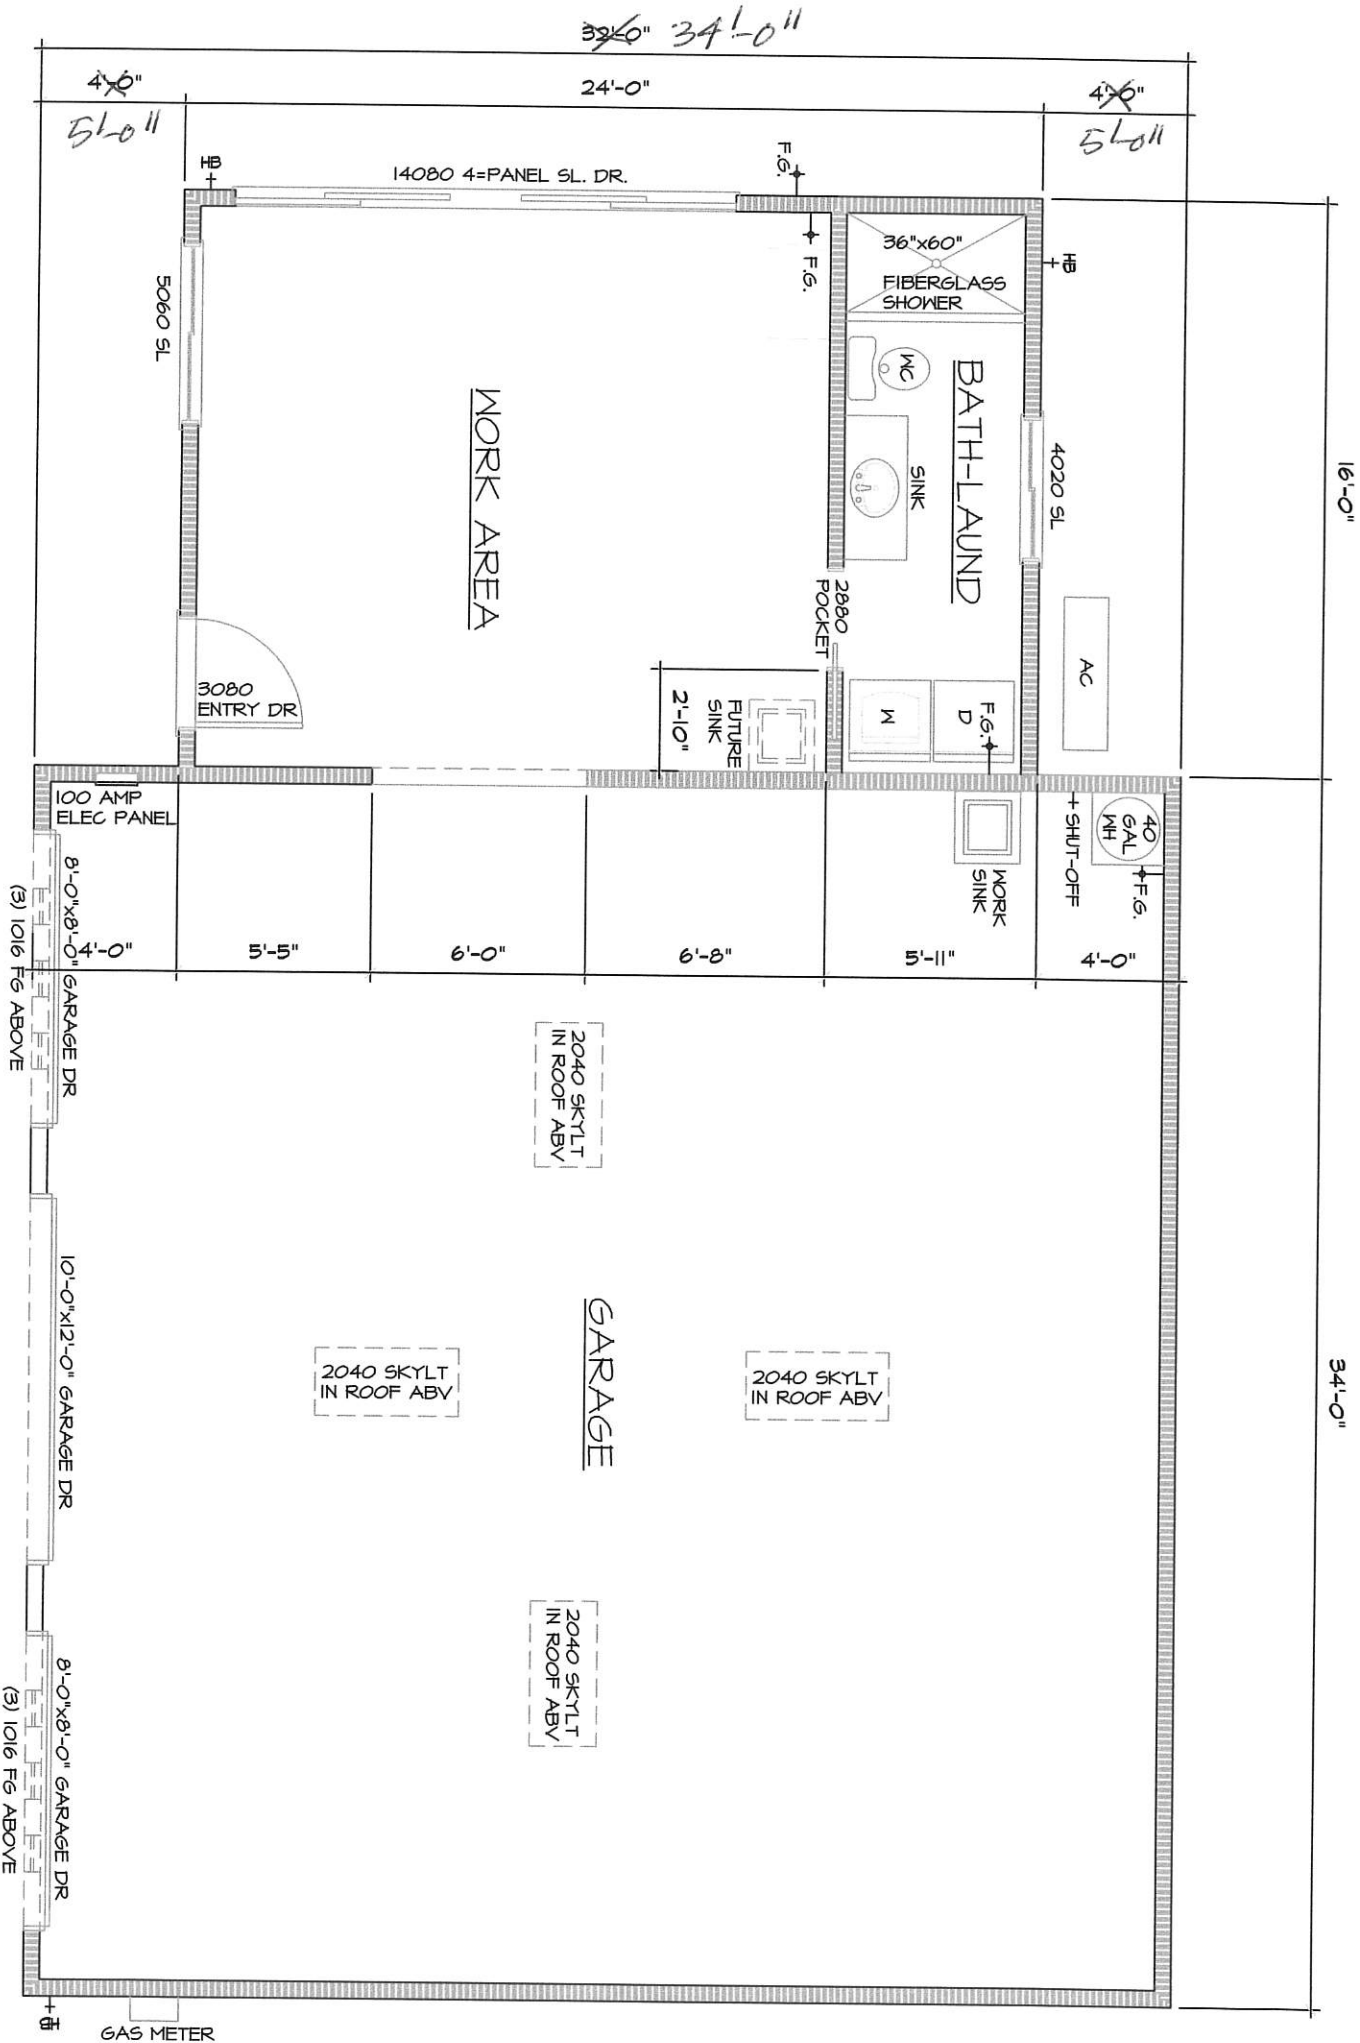 32'-0" 34'-0"
4'-0" 24'-0" 4'-0"
5'-0" 5'-0"
HB
14080 4=PANEL SL. DR.
F.G.
F.G.
HB
36"x60"
FIBERGLASS
SHOWER
5060 SL
WC
BATH-LAUND
SINK
4020 SL
16'-0"
WORK AREA
2880
POCKET
AC
3080
ENTRY DR
2'-10"
FUTURE
SINK
W
F.G.
D
100 AMP
ELEC PANEL
40
GAL
WH
SHUT-OFF
F.G.
WORK
SINK
8'-0"x8'-0" GARAGE DR
(3) 1016 FG ABOVE
4'-0" 5'-5" 6'-0" 6'-8" 5'-11" 4'-0"
2040 SKYLT
IN ROOF ABV
10'-0"x12'-0" GARAGE DR
GARAGE
2040 SKYLT
IN ROOF ABV
2040 SKYLT
IN ROOF ABV
34'-0"
2040 SKYLT
IN ROOF ABV
8'-0"x8'-0" GARAGE DR
(3) 1016 FG ABOVE
HB
GAS METER